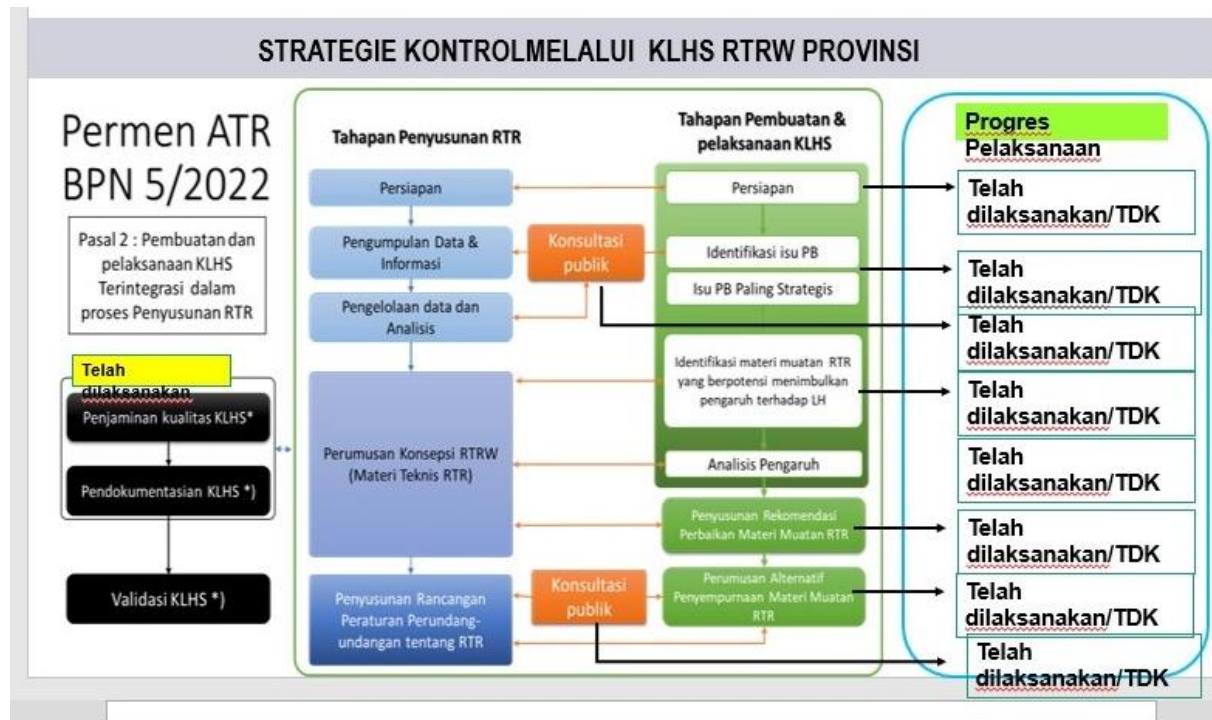 STRATEGIE KONTROLMELALUI KLHS RTRW PROVINSI
Permen ATR
BPN 5/2022
Pasal 2 : Pembuatan dan
pelaksanaan KLHS
Terintegrasi dalam
proses Penyusunan RTR
Telah
dilaksanakan
Penjaminan kualitas KLHS*
Pendokumentasian KLHS *)
Validasi KLHS *)
Tahapan Penyusunan RTR
Persiapan
Pengumpulan Data &
Informasi
Pengelolaan data dan
Analisis
Perumusan Konsepsi RTRW
(Materi Teknis RTR)
Penyusunan Rancangan
Peraturan Perundang-
undangan tentang RTR
Konsultasi
publik
Konsultasi
publik
Tahapan Pembuatan &
pelaksanaan KLHS
Persiapan
Identifikasi isu PB
Isu PB Paling Strategis
Identifikasi materi muatan RTR
yang berpotensi menimbulkan
pengaruh terhadap LH
Analisis Pengaruh
Penyusunan Rekomendasi
Perbaikan Materi Muatan RTR
Perumusan Alternatif
Penyempurnaan Materi Muatan
RTR
Progres
Pelaksanaan
Telah
dilaksanakan/TDK
Telah
dilaksanakan/TDK
Telah
dilaksanakan/TDK
Telah
dilaksanakan/TDK
Telah
dilaksanakan/TDK
Telah
dilaksanakan/TDK
Telah
dilaksanakan/TDK
Telah
dilaksanakan/TDK